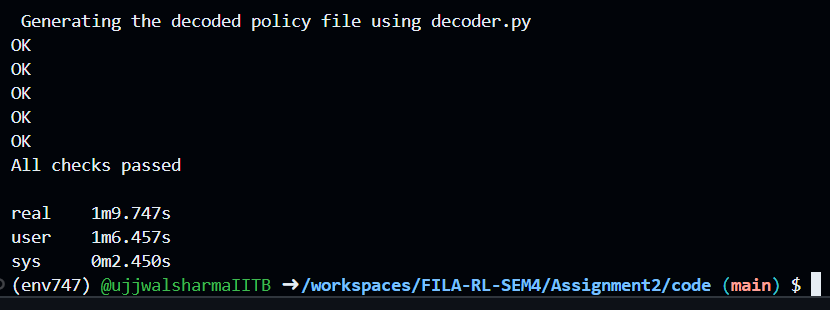 Generating the decoded policy file using decoder.py
OK
OK
OK
OK
OK
All checks passed
real    1m9.747s
user    1m6.457s
sys     0m2.450s
(env747) @ujjwalsharmaIITB ➜/workspaces/FILA-RL-SEM4/Assignment2/code (main) $